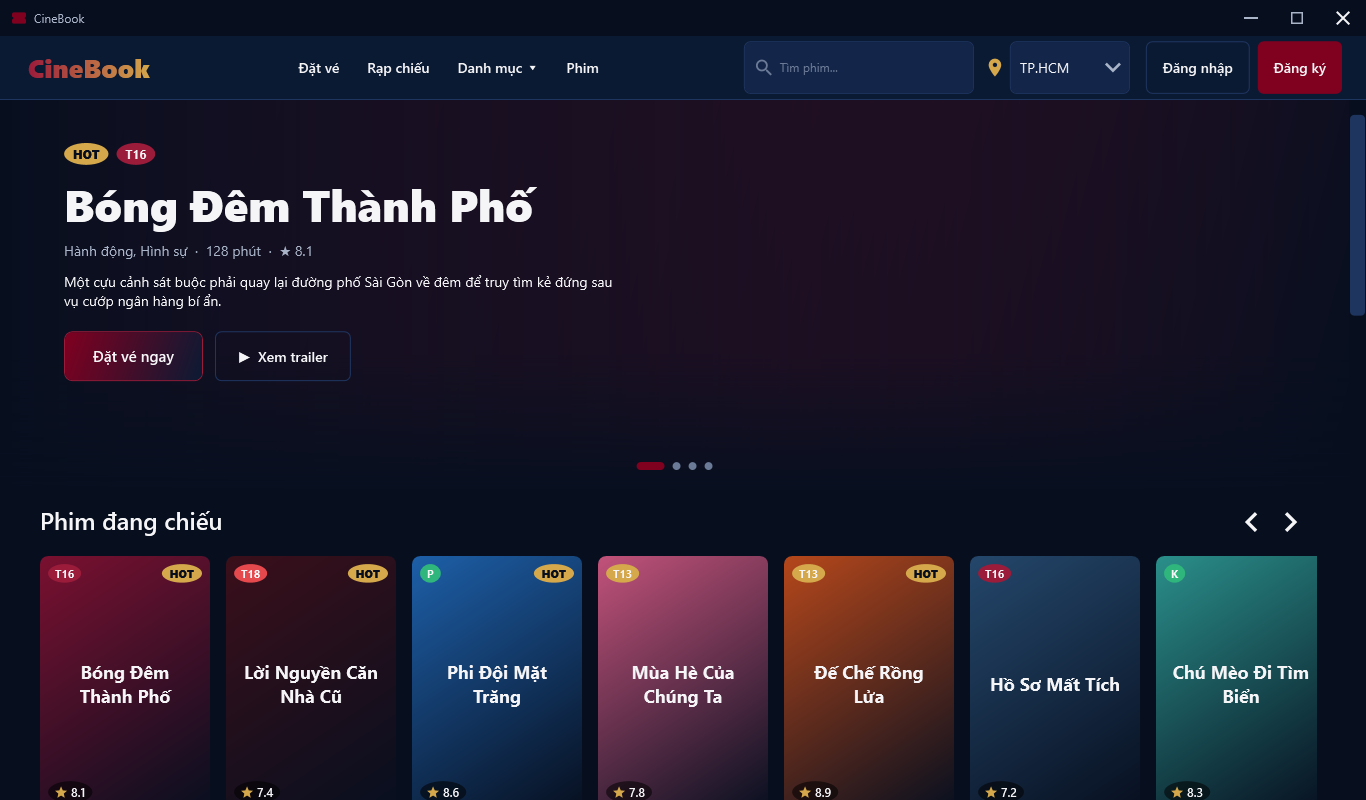 CineBook
CineBook
Đặt vé
Rạp chiếu
Danh mục
Phim
Tìm phim...
TP.HCM
Đăng nhập
Đăng ký
HOT
T16
Bóng Đêm Thành Phố
Hành động, Hình sự · 128 phút · ★ 8.1
Một cựu cảnh sát buộc phải quay lại đường phố Sài Gòn về đêm để truy tìm kẻ đứng sau
vụ cướp ngân hàng bí ẩn.
Đặt vé ngay
▶ Xem trailer
Phim đang chiếu
T16
HOT
Bóng Đêm
Thành Phố
★ 8.1
T18
HOT
Lời Nguyền Căn
Nhà Cũ
★ 7.4
P
HOT
Phi Đội Mặt
Trăng
★ 8.6
T13
Mùa Hè Của
Chúng Ta
★ 7.8
T13
HOT
Đế Chế Rồng
Lửa
★ 8.9
T16
Hồ Sơ Mất Tích
★ 7.2
K
Chú Mèo Đi Tìm
Biển
★ 8.3